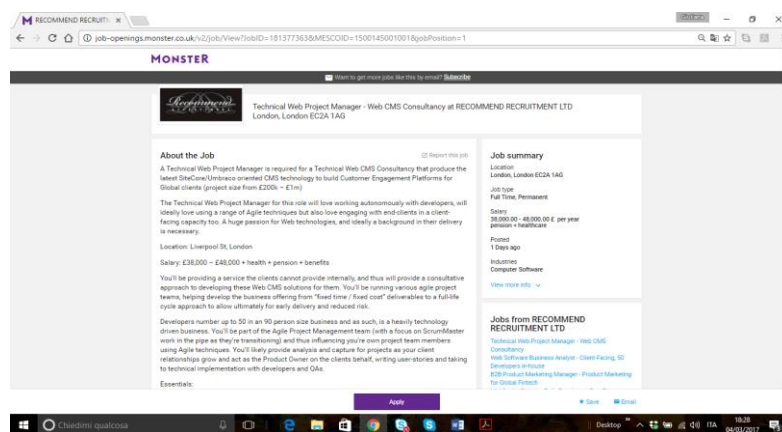 RECOMMEND RECRUIT
job-openings.monster.co.uk/v2/job/View?JobID=181377363&MESCOID=1500145001001&jobPosition=1
MONSTER
Want to get more jobs like this by email? Subscribe
Recommend
Technical Web Project Manager - Web CMS Consultancy at RECOMMEND RECRUITMENT LTD
London, London EC2A 1AG
About the Job
Report this job
A Technical Web Project Manager is required for a Technical Web CMS Consultancy that produce the
latest SiteCore/Umbraco oriented CMS technology to build Customer Engagement Platforms for
Global clients (project size from £200k – £1m)
The Technical Web Project Manager for this role will love working autonomously with developers, will
ideally love using a range of Agile techniques but also love engaging with end-clients in a client-
facing capacity too. A huge passion for Web technologies, and ideally a background in their delivery
is necessary.
Location: Liverpool St, London
Salary: £38,000 – £48,000 + health + pension + benefits
You'll be providing a service the clients cannot provide internally, and thus will provide a consultative
approach to developing these Web CMS solutions for them. You'll be running various agile project
teams, helping develop the business offering from "fixed time / fixed cost" deliverables to a full-life
cycle approach to allow ultimately for early delivery and reduced risk.
Developers number up to 50 in an 90 person size business and as such, is a heavily technology
driven business. You'll be part of the Agile Project Management team (with a focus on ScrumMaster
work in the pipe as they're transitioning) and thus influencing you're own project team members
using Agile techniques. You'll likely provide analysis and capture for projects as your client
relationships grow and act as the Product Owner on the clients behalf, writing user-stories and taking
to technical implementation with developers and QAs.
Essentials:
Job summary
Location
London, London EC2A 1AG
Job type
Full Time, Permanent
Salary
38,000.00 - 48,000.00 £ per year
pension + healthcare
Posted
1 Days ago
Industries
Computer Software
View more info
Jobs from RECOMMEND
RECRUITMENT LTD
Technical Web Project Manager - Web CMS
Consultancy
Web Software Business Analyst - Client-Facing, 50
Developers in-house
B2B Product Marketing Manager - Product Marketing
for Global Fintech
Apply
Save
Email
Chiedimi qualcosa
Desktop
ITA
18:28
04/03/2017